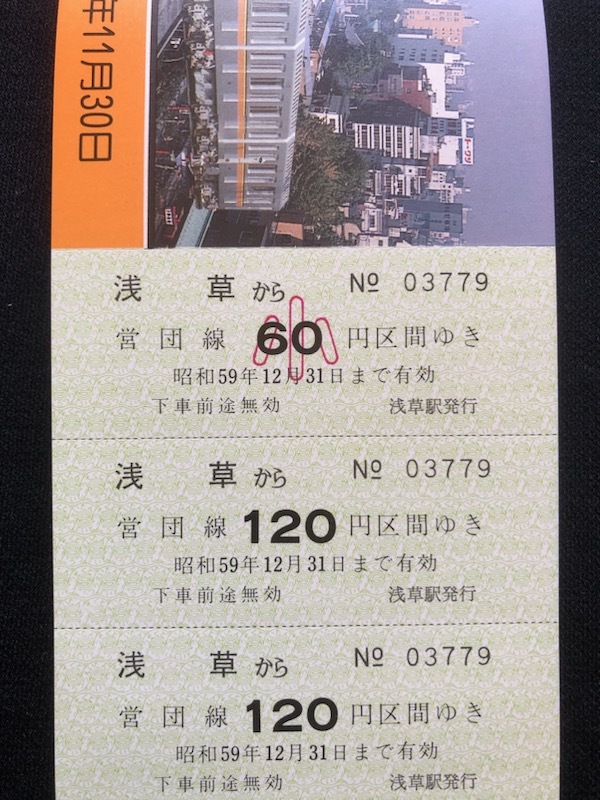 年11月30日
浅 草 から № 03779
営団線 60 円区間ゆき
小
昭和59年12月31日まで有効
下車前途無効 浅草駅発行
浅 草 から № 03779
営団線 120 円区間ゆき
昭和59年12月31日まで有効
下車前途無効 浅草駅発行
浅 草 から № 03779
営団線 120 円区間ゆき
昭和59年12月31日まで有効
下車前途無効 浅草駅発行